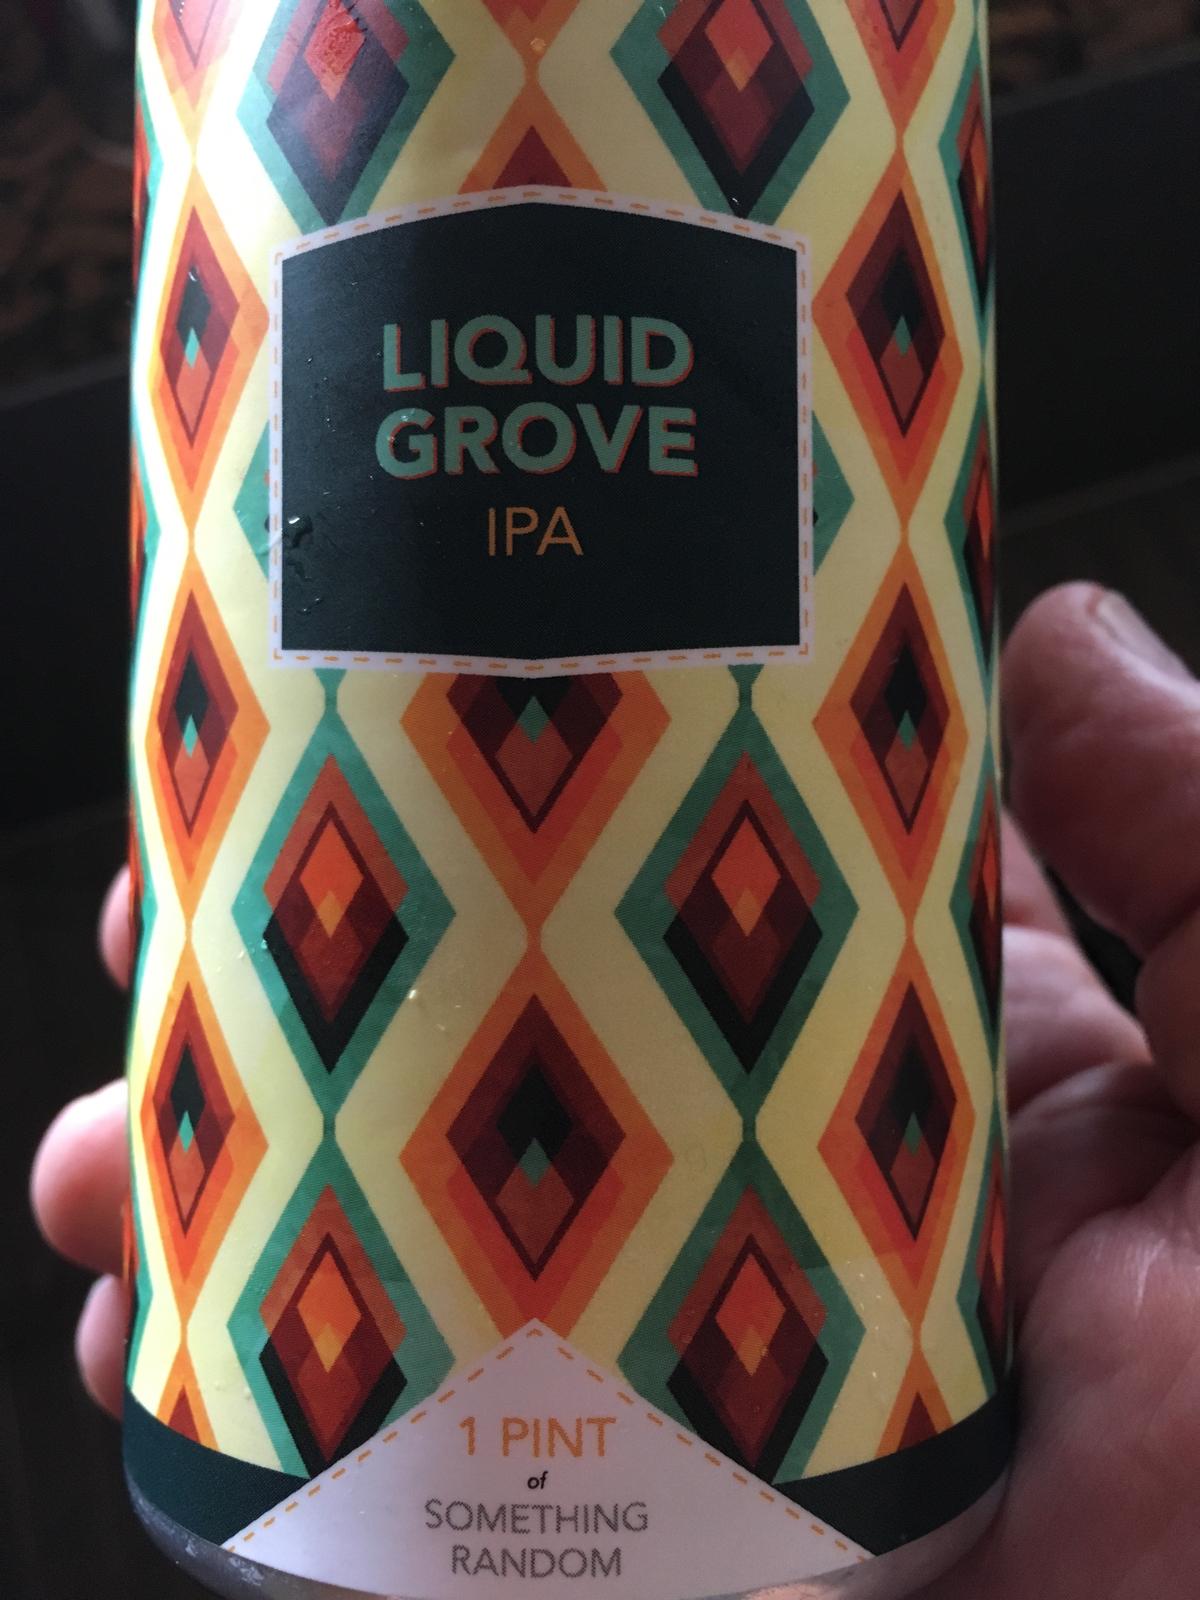 LIQUID
GROVE
IPA
1 PINT
of
SOMETHING
RANDOM